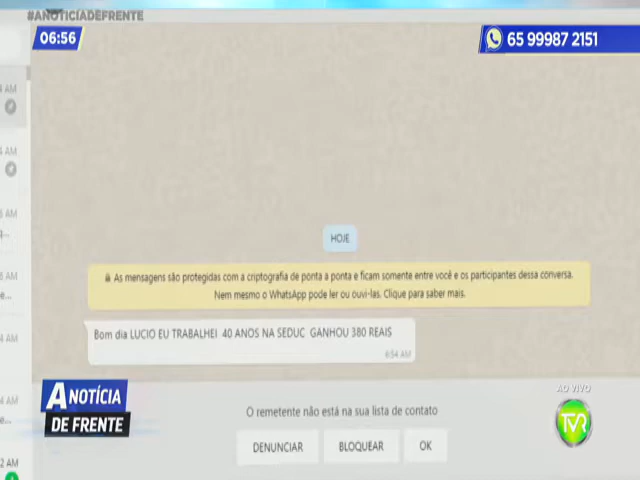 #ANOTICIADEFRENTE
06:56
65 99987 2151
HOJE
As mensagens são protegidas com a criptografia de ponta a ponta e ficam somente entre você e os participantes dessa conversa.
Nem mesmo o WhatsApp pode ler ou ouvi-las. Clique para saber mais.
Bom dia LUCIO EU TRABALHEI 40 ANOS NA SEDUC GANHOU 380 REAIS
6:54 AM
A NOTÍCIA
DE FRENTE
AO VIVO
TVR
O remetente não está na sua lista de contato
DENUNCIAR BLOQUEAR OK